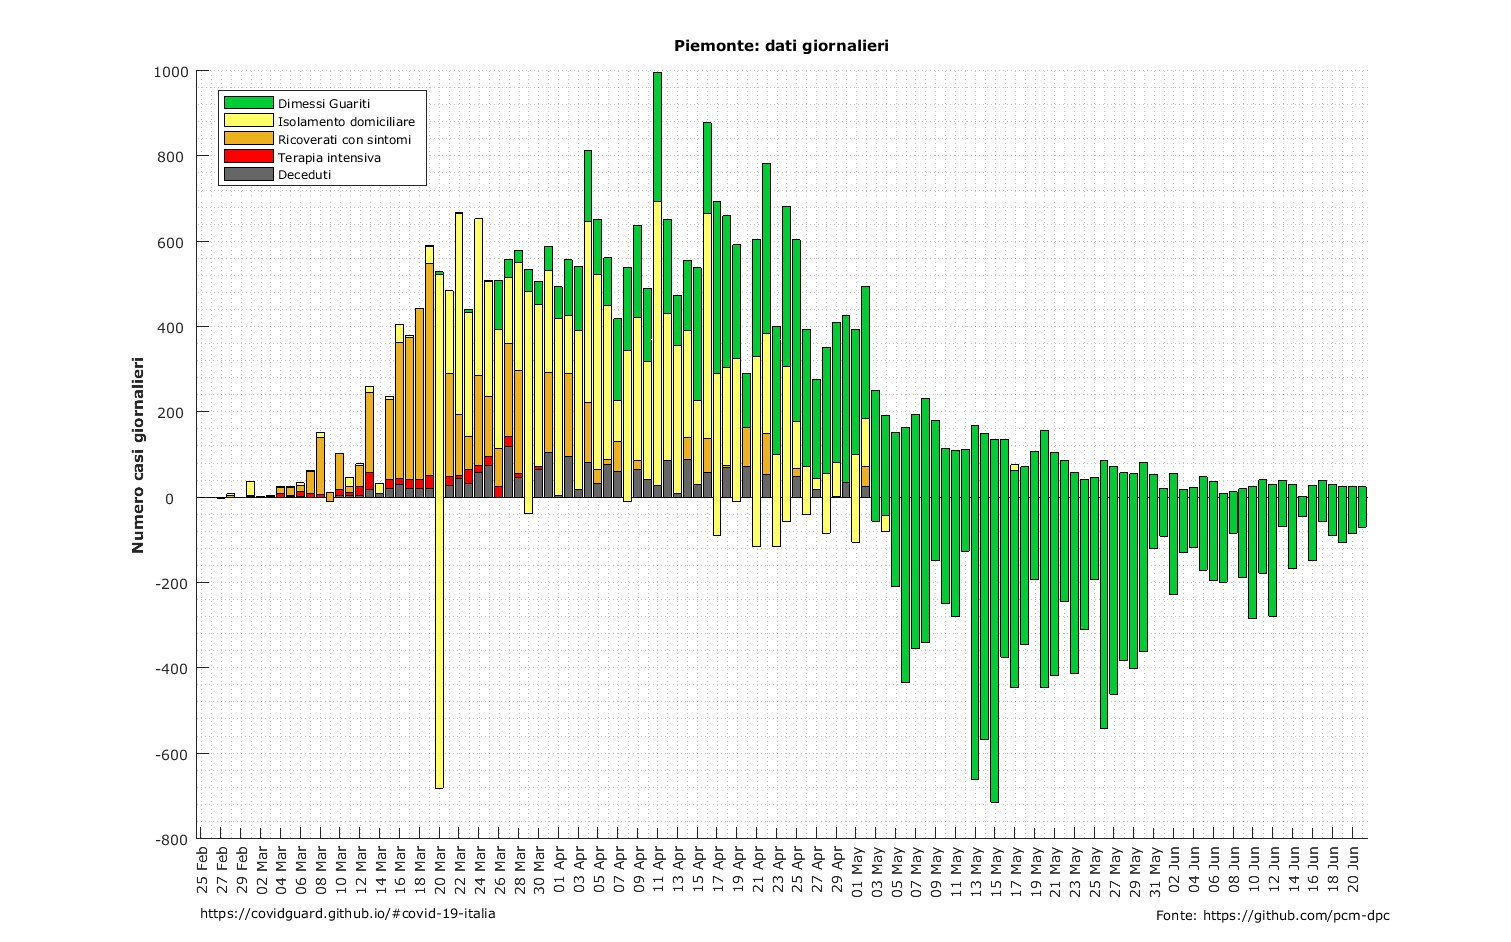 Piemonte: dati giornalieri
Numero casi giornalieri
1000
800
600
400
200
0
-200
-400
-600
-800
Dimessi Guariti
Isolamento domiciliare
Ricoverati con sintomi
Terapia intensiva
Deceduti
25 Feb
27 Feb
29 Feb
02 Mar
04 Mar
06 Mar
08 Mar
10 Mar
12 Mar
14 Mar
16 Mar
18 Mar
20 Mar
22 Mar
24 Mar
26 Mar
28 Mar
30 Mar
01 Apr
03 Apr
05 Apr
07 Apr
09 Apr
11 Apr
13 Apr
15 Apr
17 Apr
19 Apr
21 Apr
23 Apr
25 Apr
27 Apr
29 Apr
01 May
03 May
05 May
07 May
09 May
11 May
13 May
15 May
17 May
19 May
21 May
23 May
25 May
27 May
29 May
31 May
02 Jun
04 Jun
06 Jun
08 Jun
10 Jun
12 Jun
14 Jun
16 Jun
18 Jun
20 Jun
https://covidguard.github.io/#covid-19-italia
Fonte: https://github.com/pcm-dpc